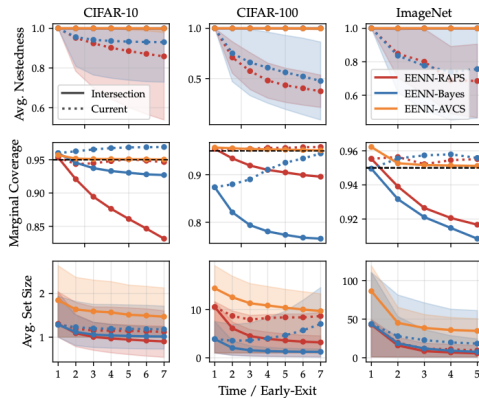 CIFAR-10 CIFAR-100 ImageNet
Avg. Nestedness
1.0
0.8
0.6
1.0
0.5
1.0
0.8
0.6
Intersection
Current
EENN-RAPS
EENN-Bayes
EENN-AVCS
Marginal Coverage
0.95
0.90
0.85
0.9
0.8
0.96
0.94
0.92
Avg. Set Size
2
1
10
0
100
50
0
1 2 3 4 5 6 7
1 2 3 4 5 6 7
1 2 3 4 5
Time / Early-Exit